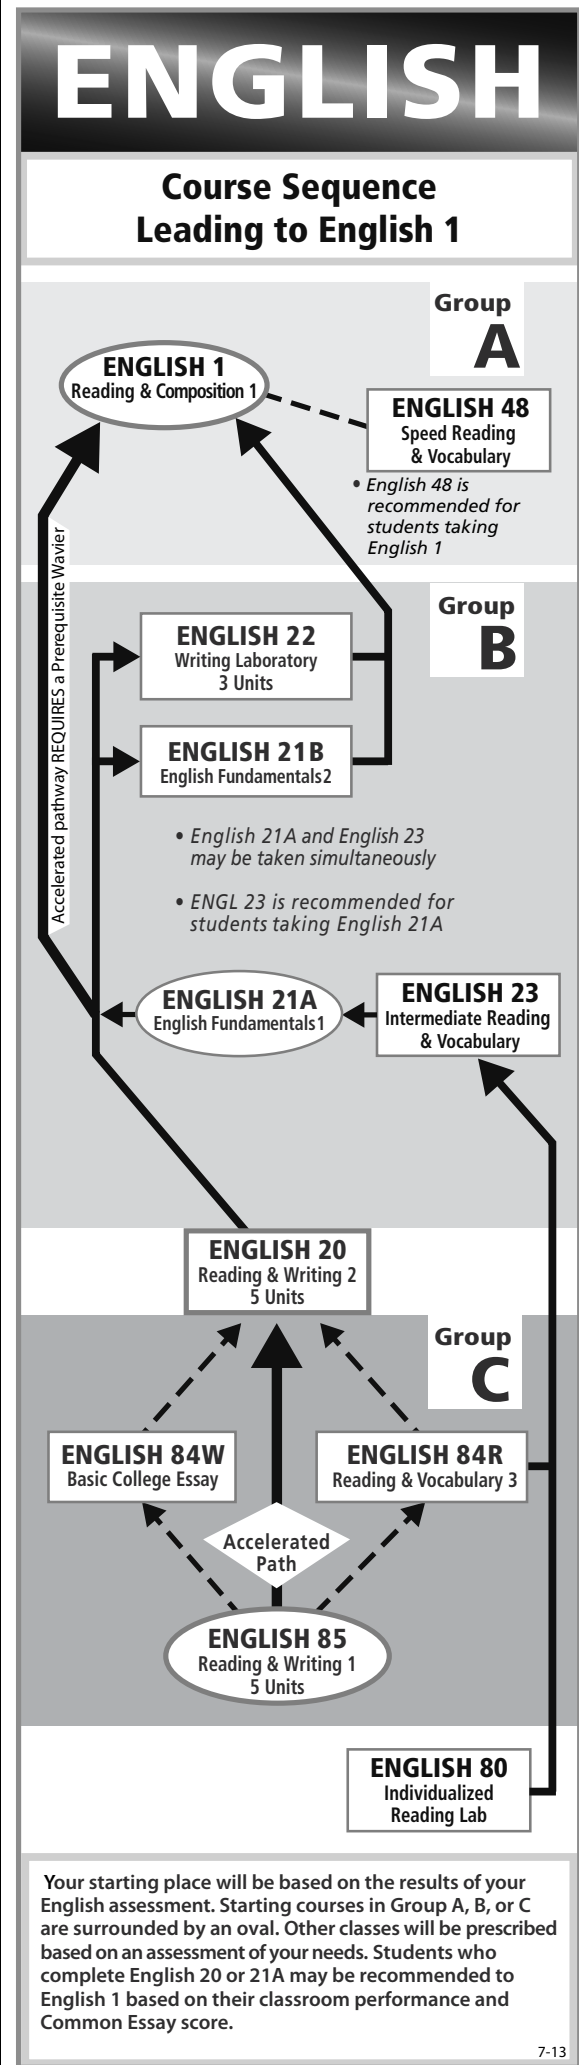 ENGLISH
Course Sequence
Leading to English 1
Group
A
ENGLISH 1
Reading & Composition 1
ENGLISH 48
Speed Reading
& Vocabulary
• English 48 is
recommended for
students taking
English 1
Accelerated pathway REQUIRES a Prerequisite Wavier
Group
B
ENGLISH 22
Writing Laboratory
3 Units
ENGLISH 21B
English Fundamentals2
• English 21A and English 23
may be taken simultaneously
• ENGL 23 is recommended for
students taking English 21A
ENGLISH 21A
English Fundamentals1
ENGLISH 23
Intermediate Reading
& Vocabulary
ENGLISH 20
Reading & Writing 2
5 Units
Group
C
ENGLISH 84W
Basic College Essay
ENGLISH 84R
Reading & Vocabulary 3
Accelerated
Path
ENGLISH 85
Reading & Writing 1
5 Units
ENGLISH 80
Individualized
Reading Lab
Your starting place will be based on the results of your
English assessment. Starting courses in Group A, B, or C
are surrounded by an oval. Other classes will be prescribed
based on an assessment of your needs. Students who
complete English 20 or 21A may be recommended to
English 1 based on their classroom performance and
Common Essay score.
7-13